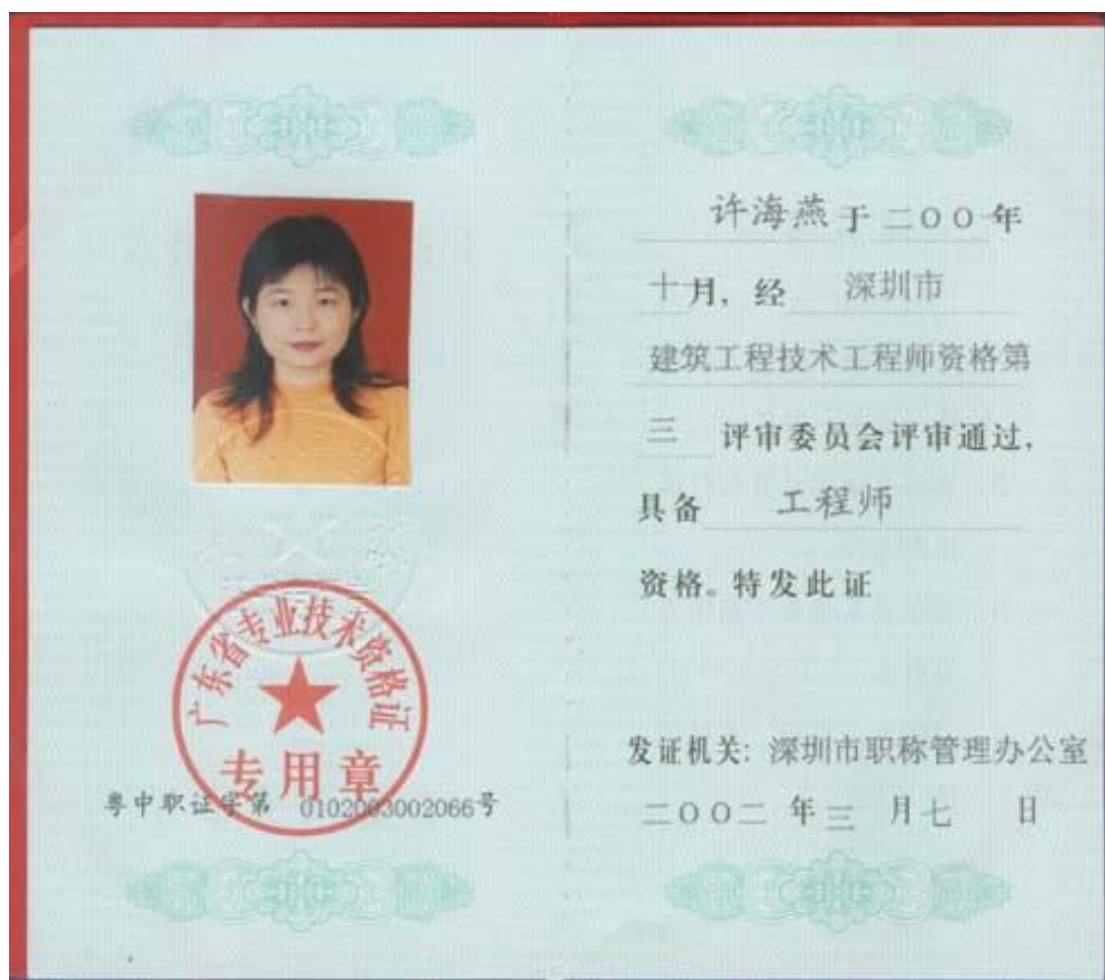 广东省专业技术资格证
专用章
粤中职证字第 0102003002066号
许海燕于二〇〇年
十月，经 深圳市
建筑工程技术工程师资格第
三 评审委员会评审通过，
具备 工程师
资格。特发此证
发证机关: 深圳市职称管理办公室
二〇〇二 年三 月七 日